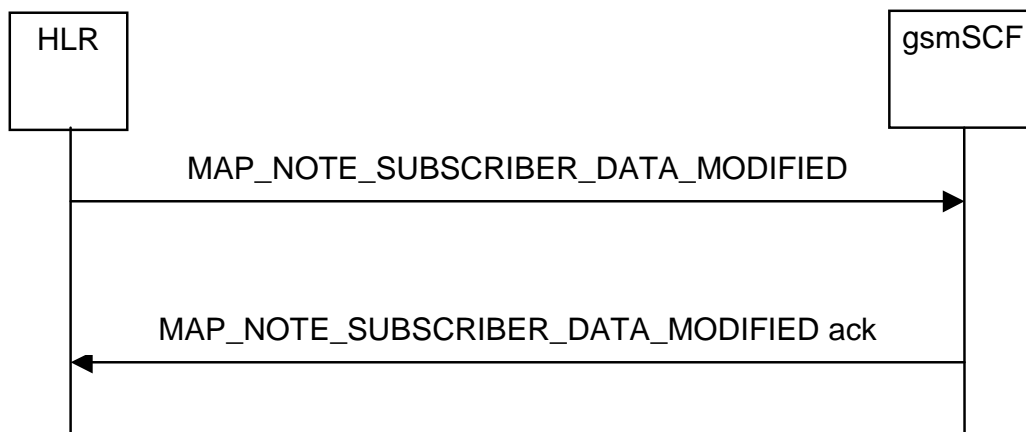 HLR
gsmSCF
MAP_NOTE_SUBSCRIBER_DATA_MODIFIED
MAP_NOTE_SUBSCRIBER_DATA_MODIFIED ack